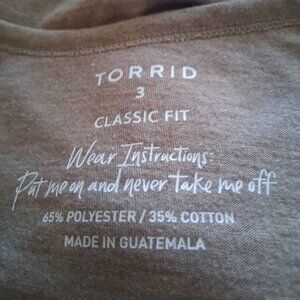 TORRID
3
CLASSIC FIT
Wear Instructions:
Put me on and never take me off
65% POLYESTER / 35% COTTON
MADE IN GUATEMALA